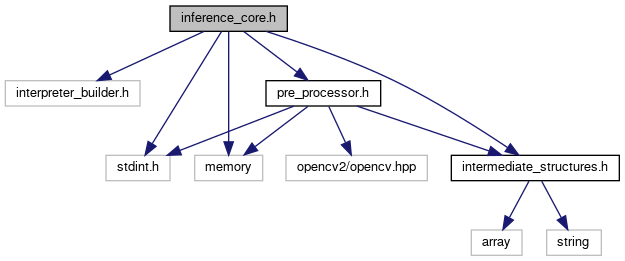 inference_core.h
interpreter_builder.h
pre_processor.h
stdint.h
memory
opencv2/opencv.hpp
intermediate_structures.h
array
string